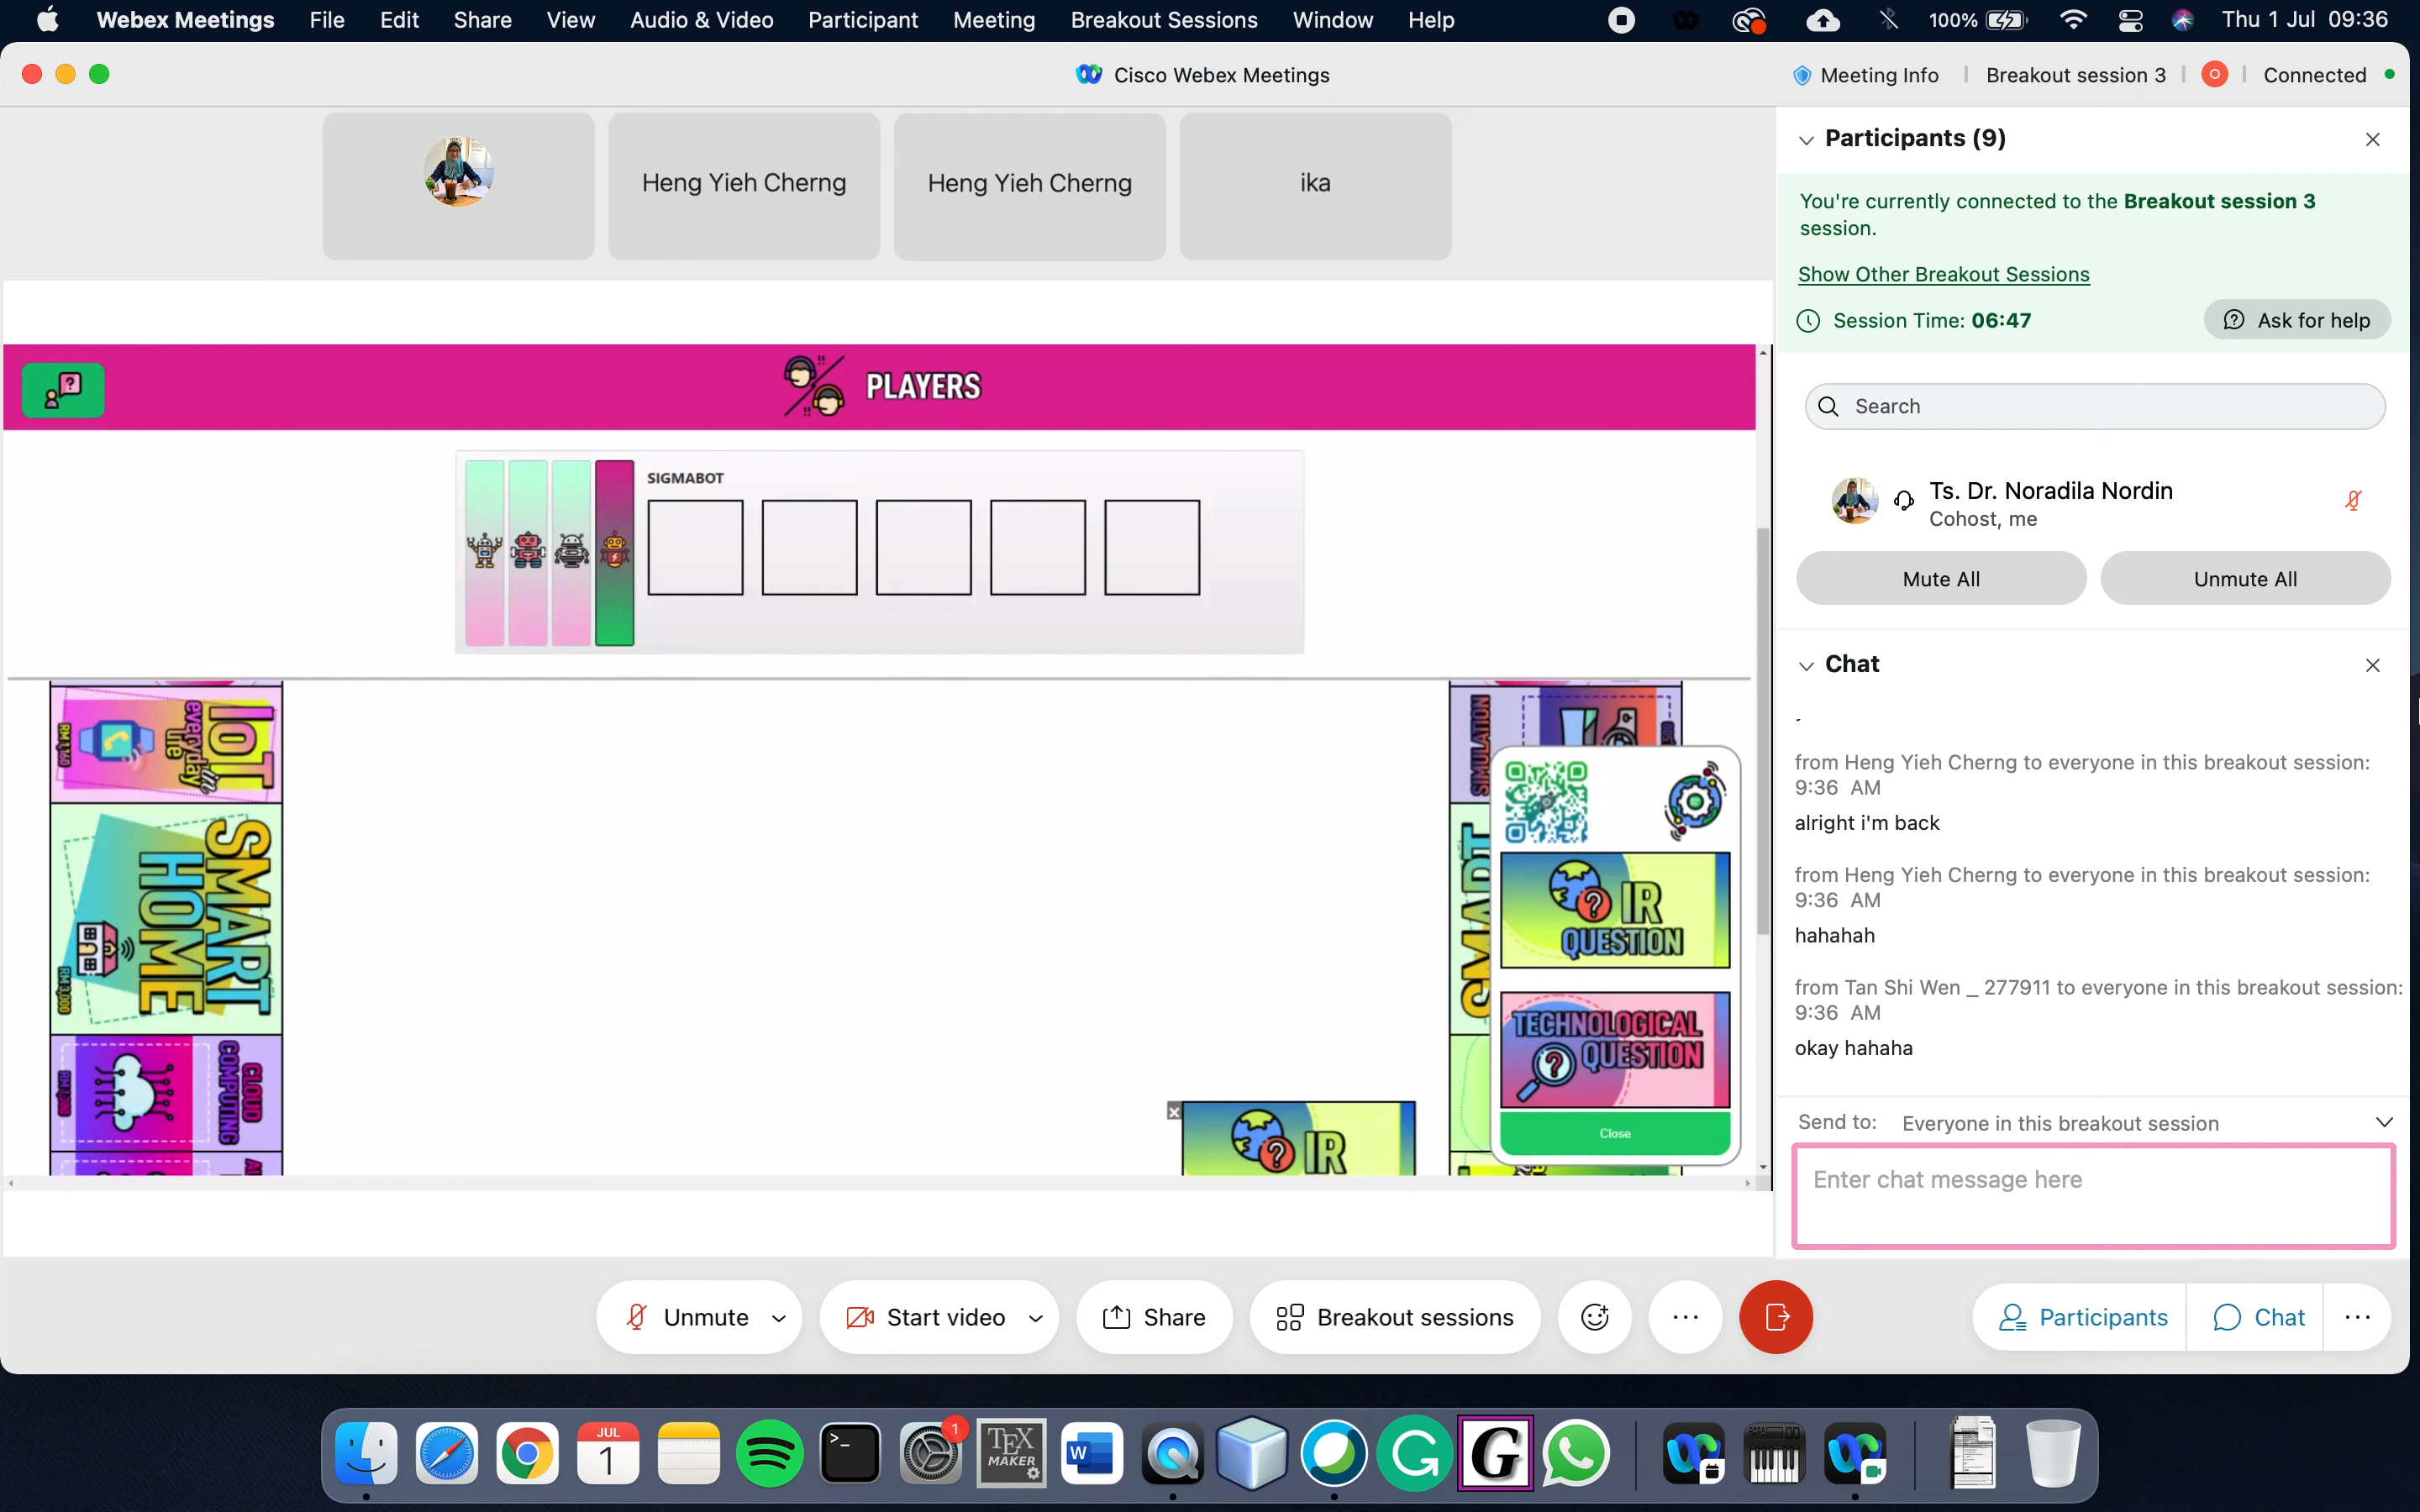 Webex Meetings File Edit Share View Audio & Video Participant Meeting Breakout Sessions Window Help 100% Thu 1 Jul 09:36
Cisco Webex Meetings
Meeting Info Breakout session 3 Connected
Heng Yieh Cherng
Heng Yieh Cherng
ika
PLAYERS
SIGMABOT
IOT
in
everyday
life
SMART
HOME
RM3,000
CLOUD
COMPUTING
SIMULATION
SMART
IR
QUESTION
TECHNOLOGICAL
QUESTION
Close
IR
Participants (9)
You're currently connected to the Breakout session 3
session.
Show Other Breakout Sessions
Session Time: 06:47
Ask for help
Search
Ts. Dr. Noradila Nordin
Cohost, me
Mute All
Unmute All
Chat
from Heng Yieh Cherng to everyone in this breakout session:
9:36 AM
alright i'm back
from Heng Yieh Cherng to everyone in this breakout session:
9:36 AM
hahahah
from Tan Shi Wen _ 277911 to everyone in this breakout session:
9:36 AM
okay hahaha
Send to: Everyone in this breakout session
Enter chat message here
Unmute
Start video
Share
Breakout sessions
Participants
Chat
JUL
1
>_
1
TEX
MAKER
W
G
G